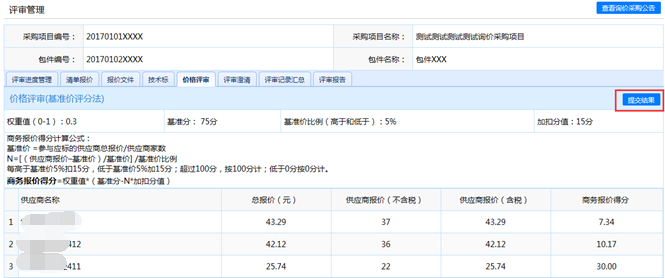 评审管理
查看询价采购公告
采购项目编号： 20170101XXXX 采购项目名称： 测试测试测试测试询价采购项目
包件编号： 20170102XXXX 包件名称： 包件XXX
评审进度管理 清单报价 报价文件 技术标 价格评审 评审澄清 评审记录汇总 评审报告
价格评审(基准价评分法) 提交结果
权重值（0-1）：0.3 基准分： 75分 基准价比例（高于和低于）：5% 加扣分值：15分
商务报价得分计算公式：
基准价 =参与应标的供应商总报价/供应商家数
N=[（供应商报价–基准价）/基准价] /基准价比例
每高于基准价5%扣15分，低于基准价5%加15分；超过100分，按100分计；低于0分按0分计。
商务报价得分=权重值*（基准分-N*加扣分值）
供应商名称 总报价（元） 供应商报价（不含税） 供应商报价（含税） 商务报价得分
1 43.29 37 43.29 7.34
2 412 42.12 36 42.12 10.17
3 411 25.74 22 25.74 30.00